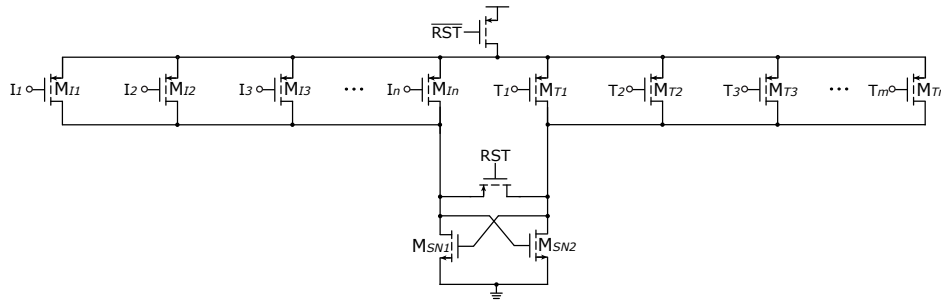 RST
I1 MI1 I2 MI2 I3 MI3 ... In MIn T1 MT1 T2 MT2 T3 MT3 ... Tm MTn
RST
MSN1 MSN2